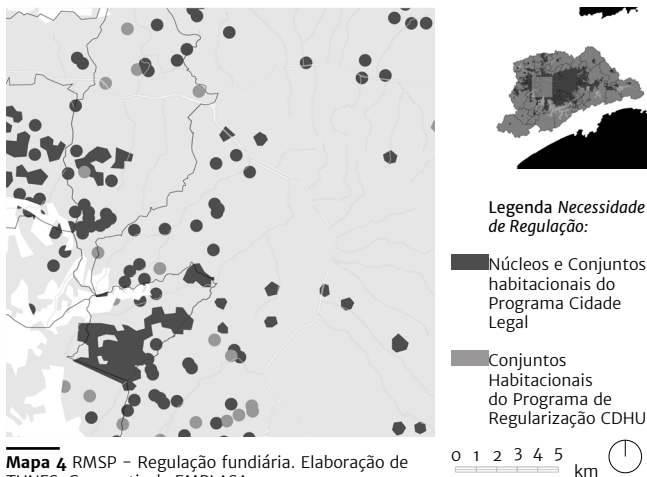 Legenda Necessidade
de Regulação:
Núcleos e Conjuntos
habitacionais do
Programa Cidade
Legal
Conjuntos
Habitacionais
do Programa de
Regularização CDHU
0 1 2 3 4 5
km
Mapa 4 RMSP – Regulação fundiária. Elaboração de